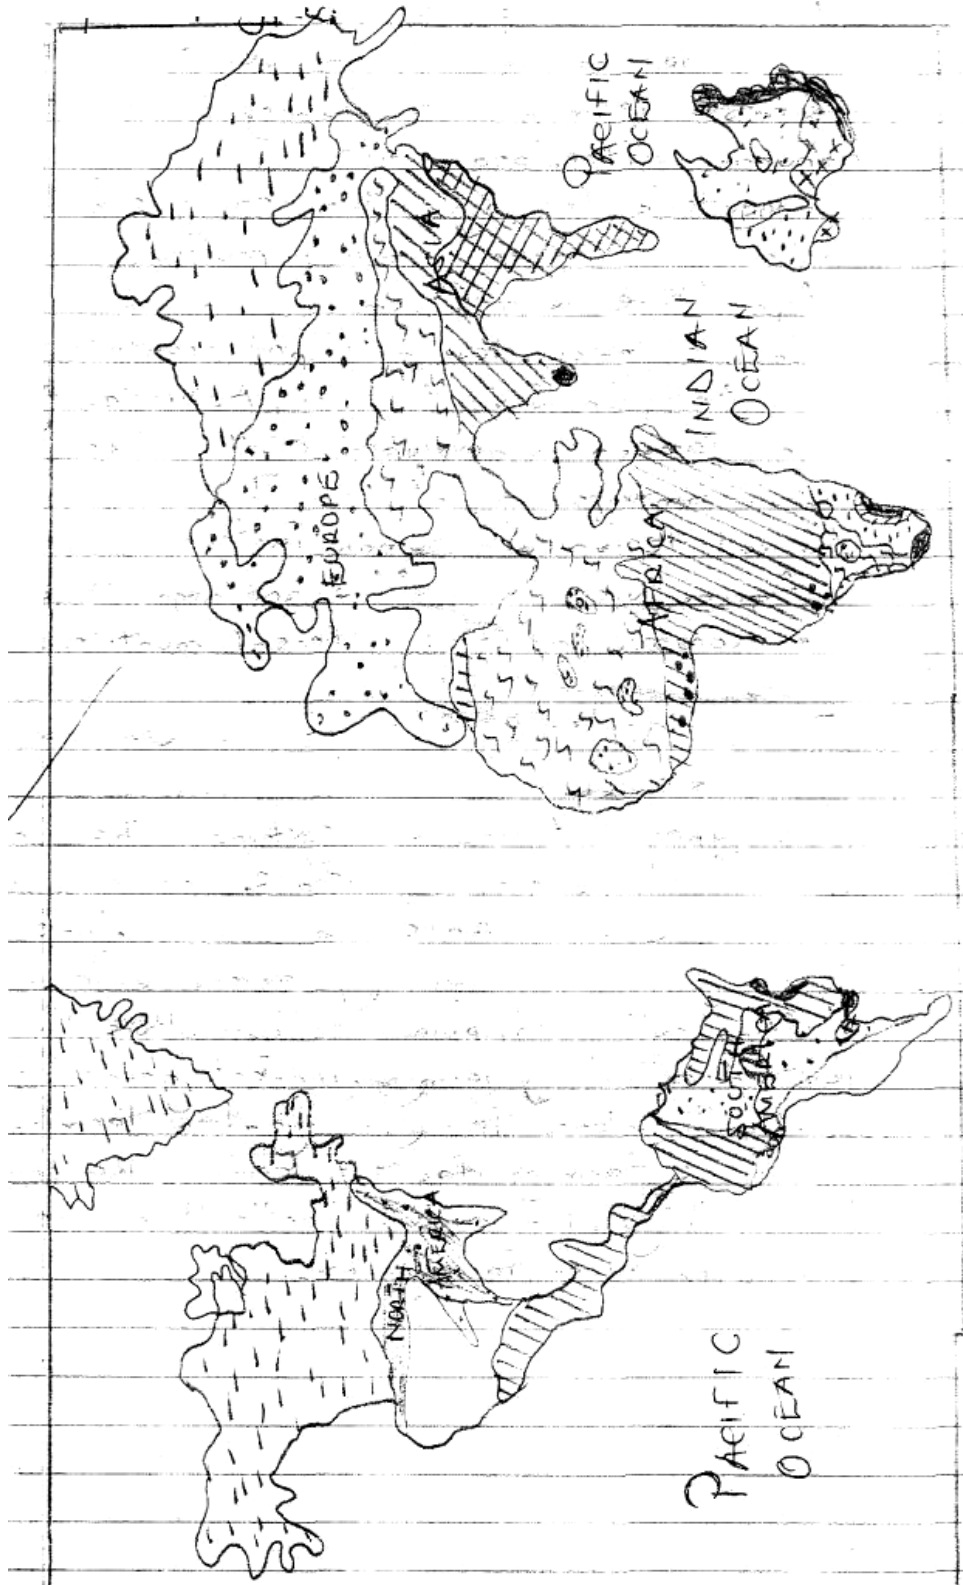 EUROPE
ASIA
AFRICA
PACIFIC
OCEAN
INDIAN
OCEAN
NORTH
AMERICA
SOUTH
AMERICA
PACIFIC
OCEAN